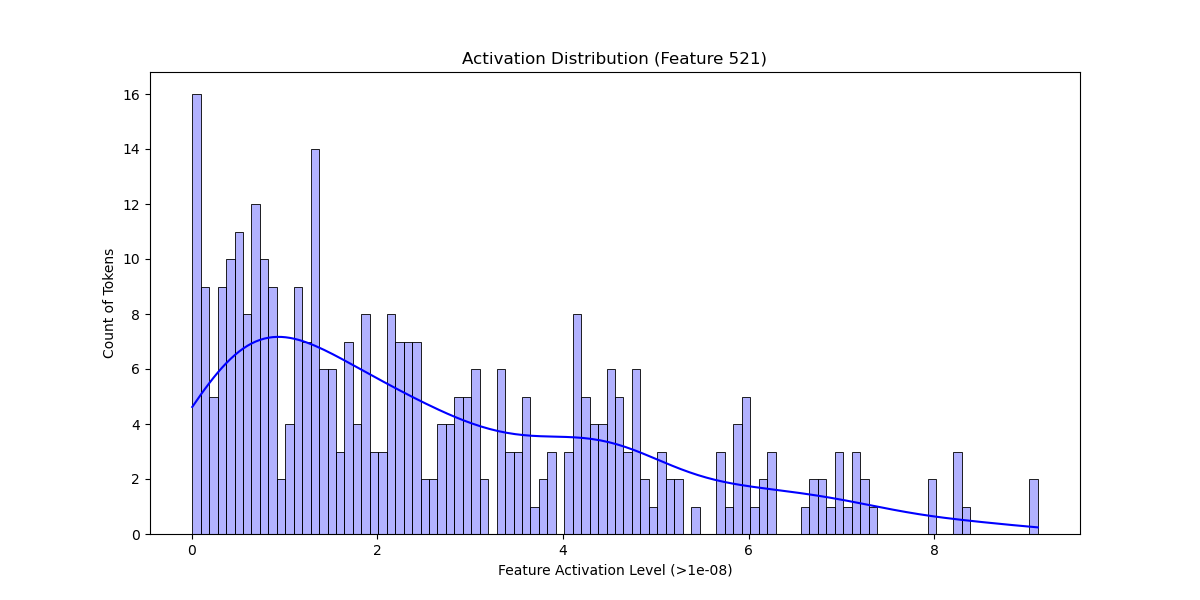 Activation Distribution (Feature 521)
16
14
12
10
8
6
4
2
0
Count of Tokens
0 2 4 6 8
Feature Activation Level (>1e-08)